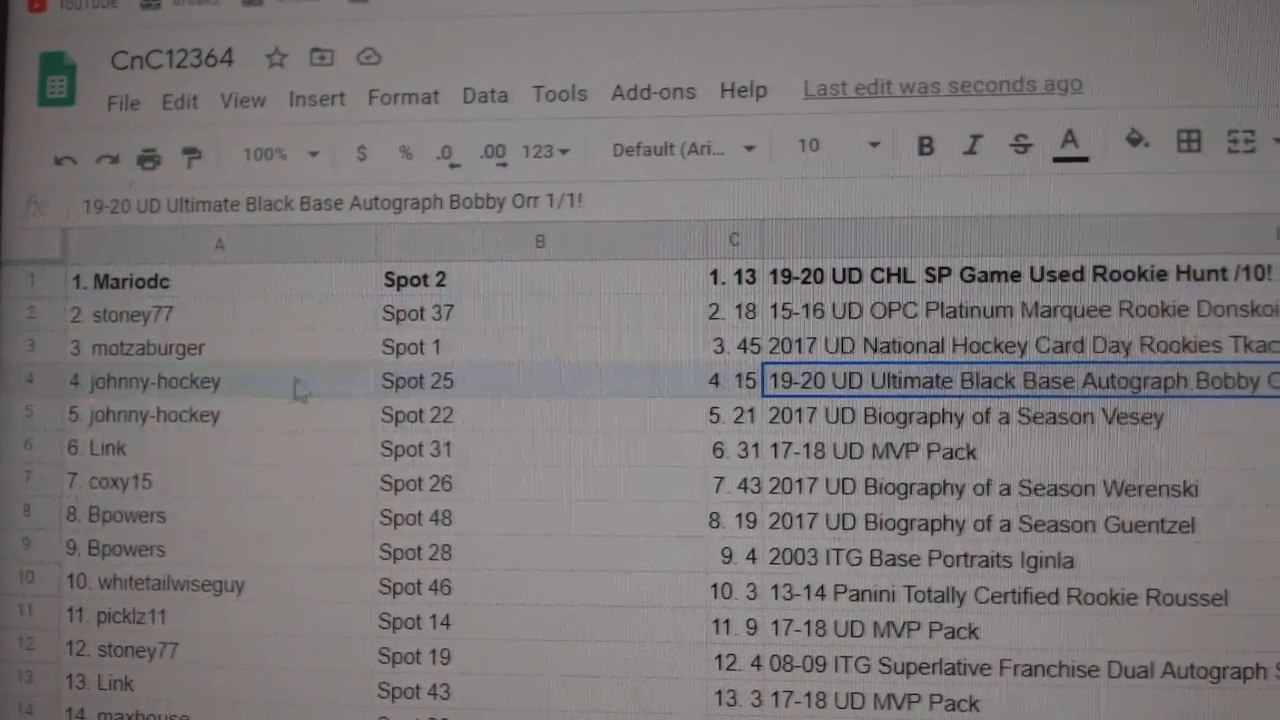 YouTube
CnC12364
File Edit View Insert Format Data Tools Add-ons Help Last edit was seconds ago
100% $ % .0 .00 123 Default (Ari... 10 B I S A
fx 19-20 UD Ultimate Black Base Autograph Bobby Orr 1/1!
A B C
1 1. Mariodc Spot 2 1. 13 19-20 UD CHL SP Game Used Rookie Hunt /10!
2 2 stoney77 Spot 37 2. 18 15-16 UD OPC Platinum Marquee Rookie Donskoi
3 3 motzaburger Spot 1 3. 45 2017 UD National Hockey Card Day Rookies Tkac
4 4. johnny-hockey Spot 25 4. 15 19-20 UD Ultimate Black Base Autograph Bobby O
5 5. johnny-hockey Spot 22 5. 21 2017 UD Biography of a Season Vesey
6 6. Link Spot 31 6. 31 17-18 UD MVP Pack
7 7. coxy15 Spot 26 7. 43 2017 UD Biography of a Season Werenski
8 8. Bpowers Spot 48 8. 19 2017 UD Biography of a Season Guentzel
9 9. Bpowers Spot 28 9. 4 2003 ITG Base Portraits Iginla
10 10. whitetailwiseguy Spot 46 10. 3 13-14 Panini Totally Certified Rookie Roussel
11 11. picklz11 Spot 14 11. 9 17-18 UD MVP Pack
12 12. stoney77 Spot 19 12. 4 08-09 ITG Superlative Franchise Dual Autograph S
13 13. Link Spot 43 13. 3 17-18 UD MVP Pack
14 14. maxhouse